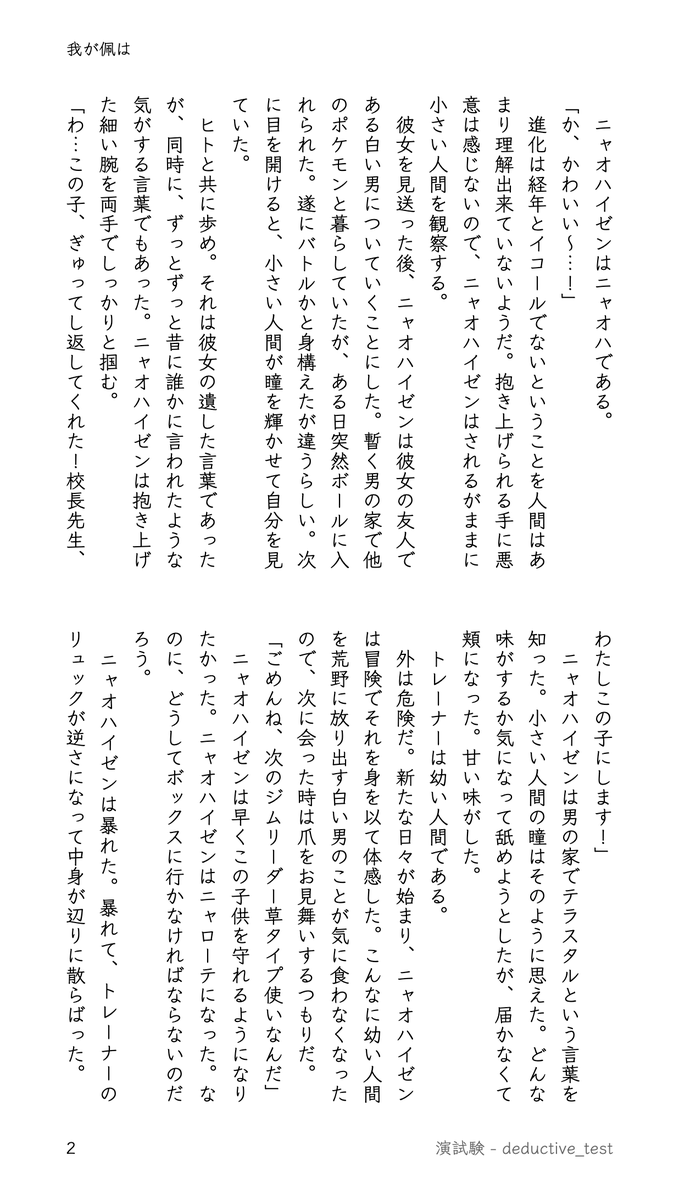 我が佩は
　ニャオハイゼンはニャオハである。
「か、かわいい～…！」
　進化は経年とイコールでないということを人間はあ
まり理解出来ていないようだ。抱き上げられる手に悪
意は感じないので、ニャオハイゼンはされるがままに
小さい人間を観察する。
　彼女を見送った後、ニャオハイゼンは彼女の友人で
ある白い男についていくことにした。暫く男の家で他
のポケモンと暮らしていたが、ある日突然ボールに入
れられた。遂にバトルかと身構えたが違うらしい。次
に目を開けると、小さい人間が瞳を輝かせて自分を見
ていた。
　ヒトと共に歩め。それは彼女の遺した言葉であった
が、同時に、ずっとずっと昔に誰かに言われたような
気がする言葉でもあった。ニャオハイゼンは抱き上げ
た細い腕を両手でしっかりと掴む。
「わ…この子、ぎゅってし返してくれた！校長先生、
わたしこの子にします！」
　ニャオハイゼンは男の家でテラスタルという言葉を
知った。小さい人間の瞳はそのように思えた。どんな
味がするか気になって舐めようとしたが、届かなくて
頬になった。甘い味がした。
　トレーナーは幼い人間である。
　外は危険だ。新たな日々が始まり、ニャオハイゼン
は冒険でそれを身を以て体感した。こんなに幼い人間
を荒野に放り出す白い男のことが気に食わなくなった
ので、次に会った時は爪をお見舞いするつもりだ。
「ごめんね、次のジムリーダー草タイプ使いなんだ」
　ニャオハイゼンは早くこの子供を守れるようになり
たかった。ニャオハイゼンはニャローテになった。な
のに、どうしてボックスに行かなければならないのだ
ろう。
　ニャオハイゼンは暴れた。暴れて、トレーナーの
リュックが逆さになって中身が辺りに散らばった。
2
演試験 - deductive_test